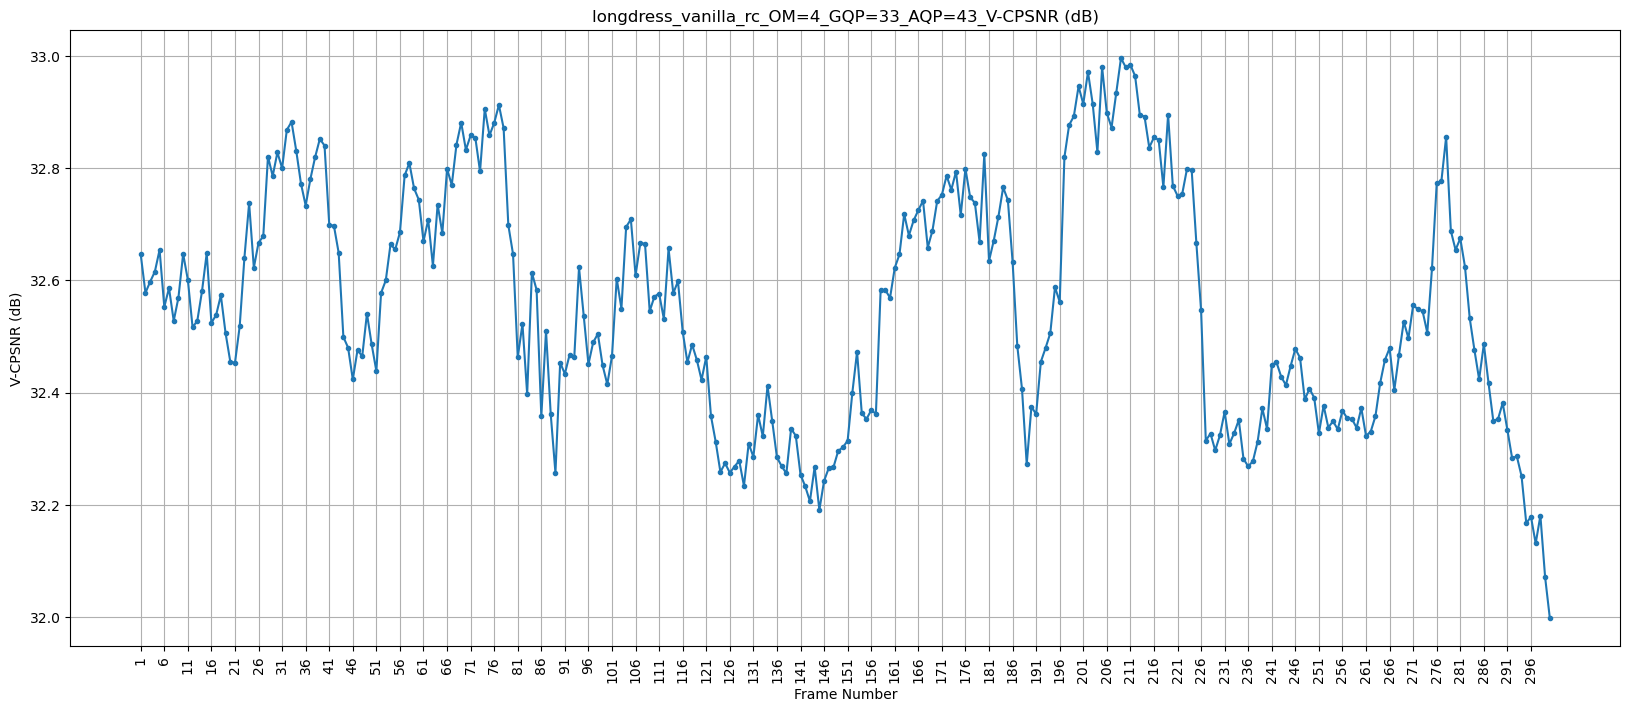 longdress_vanilla_rc_OM=4_GQP=33_AQP=43_V-CPSNR (dB)
V-CPSNR (dB)
33.0
32.8
32.6
32.4
32.2
32.0
1 6 11 16 21 26 31 36 41 46 51 56 61 66 71 76 81 86 91 96 101 106 111 116 121 126 131 136 141 146 151 156 161 166 171 176 181 186 191 196 201 206 211 216 221 226 231 236 241 246 251 256 261 266 271 276 281 286 291 296
Frame Number